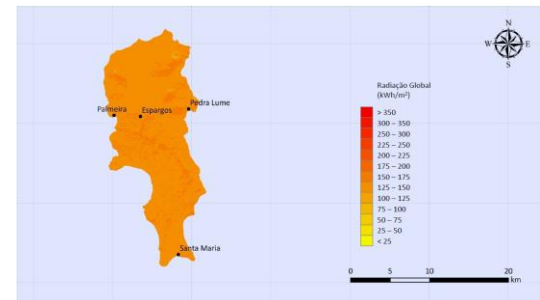 N
W E
S
Radiação Global
(kWh/m²)
> 350
300 – 350
250 – 300
225 – 250
200 – 225
175 – 200
150 – 175
125 – 150
100 – 125
75 – 100
50 – 75
25 – 50
< 25
Palmeira
Espargos
Pedra Lume
Santa Maria
0 5 10 20
km